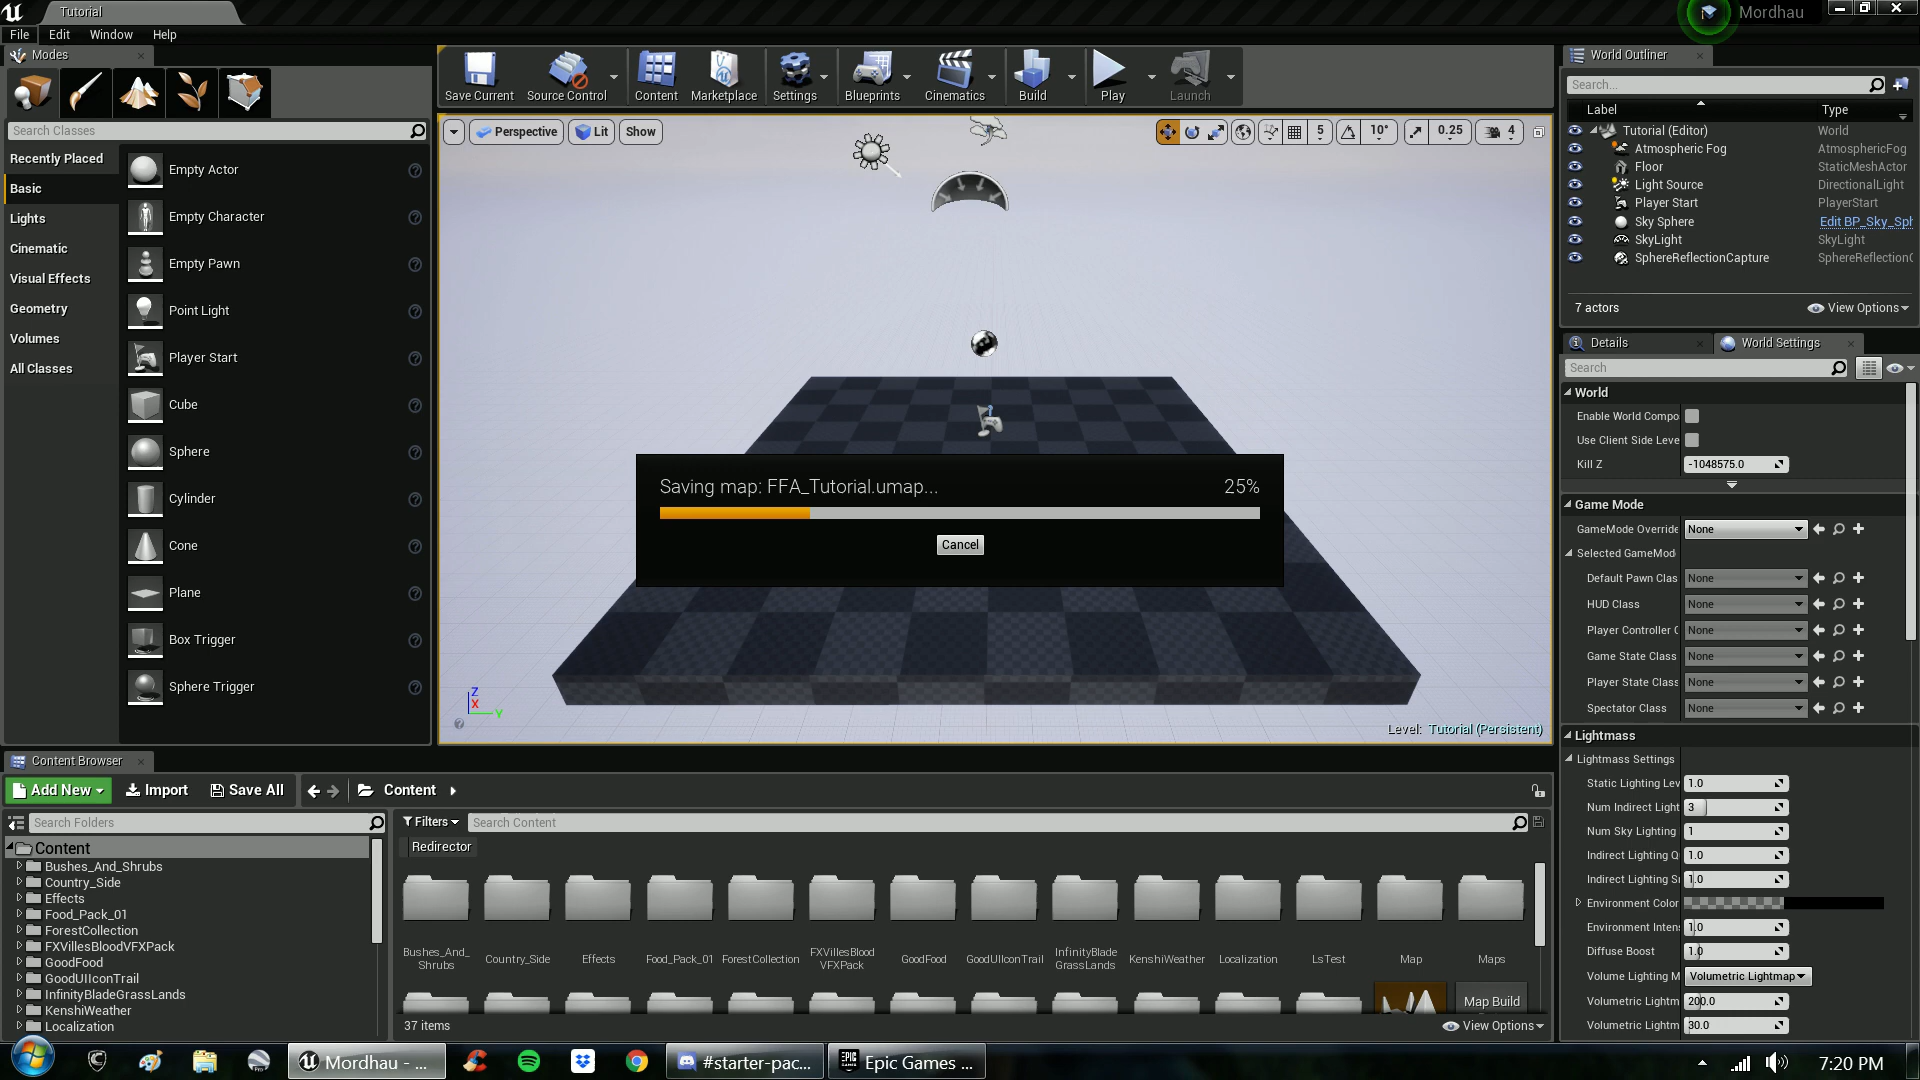 Tutorial
Mordhau
File Edit Window Help
Modes
Search Classes
Recently Placed
Basic
Lights
Cinematic
Visual Effects
Geometry
Volumes
All Classes
Empty Actor
Empty Character
Empty Pawn
Point Light
Player Start
Cube
Sphere
Cylinder
Cone
Plane
Box Trigger
Sphere Trigger
Save Current
Source Control
Content
Marketplace
Settings
Blueprints
Cinematics
Build
Play
Launch
Perspective Lit Show
5 10° 0.25 4
Saving map: FFA_Tutorial.umap... 25%
Cancel
Z
X
Y
Level: Tutorial (Persistent)
World Outliner
Search...
Label Type
Tutorial (Editor) World
Atmospheric Fog AtmosphericFog
Floor StaticMeshActor
Light Source DirectionalLight
Player Start PlayerStart
Sky Sphere Edit BP_Sky_Sph
SkyLight SkyLight
SphereReflectionCapture SphereReflectionC
7 actors View Options
Details World Settings
Search
World
Enable World Compo
Use Client Side Leve
Kill Z -1048575.0
Game Mode
GameMode Override None
Selected GameMod
Default Pawn Clas None
HUD Class None
Player Controller C None
Game State Class None
Player State Class None
Spectator Class None
Lightmass
Lightmass Settings
Static Lighting Lev 1.0
Num Indirect Light 3
Num Sky Lighting 1
Indirect Lighting Q 1.0
Indirect Lighting S 1.0
Environment Color
Environment Inten 1.0
Diffuse Boost 1.0
Volume Lighting M Volumetric Lightmap
Volumetric Lightm 200.0
Volumetric Lightm 30.0
Content Browser
Add New Import Save All Content
Search Folders
Content
Bushes_And_Shrubs
Country_Side
Effects
Food_Pack_01
ForestCollection
FXVillesBloodVFXPack
GoodFood
GoodUIIconTrail
InfinityBladeGrassLands
KenshiWeather
Localization
Filters Search Content
Redirector
Bushes_And_
Shrubs
Country_Side
Effects
Food_Pack_01
ForestCollection
FXVillesBlood
VFXPack
GoodFood
GoodUIIconTrail
InfinityBlade
GrassLands
KenshiWeather
Localization
LsTest
Map
Maps
Map Build
37 items View Options
Mordhau - ...
#starter-pac...
EPIC
GAMES
Epic Games ...
7:20 PM